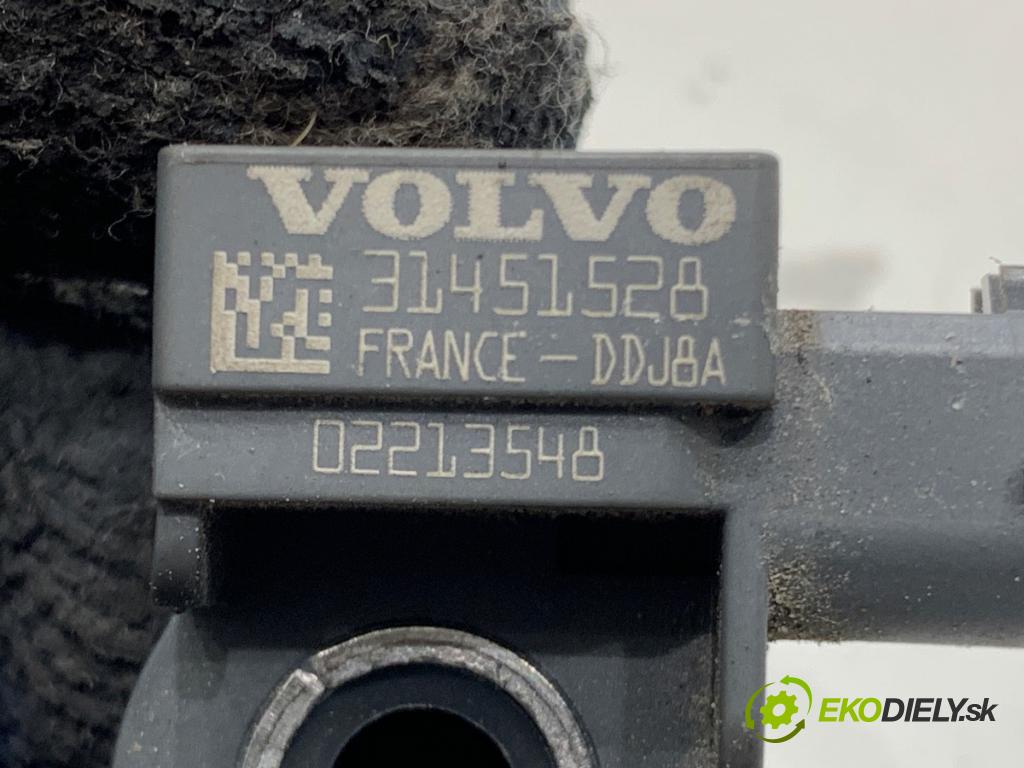 VOLVO
31451528
FRANCE - DDJ8A
02213548
EKODIELY.sk